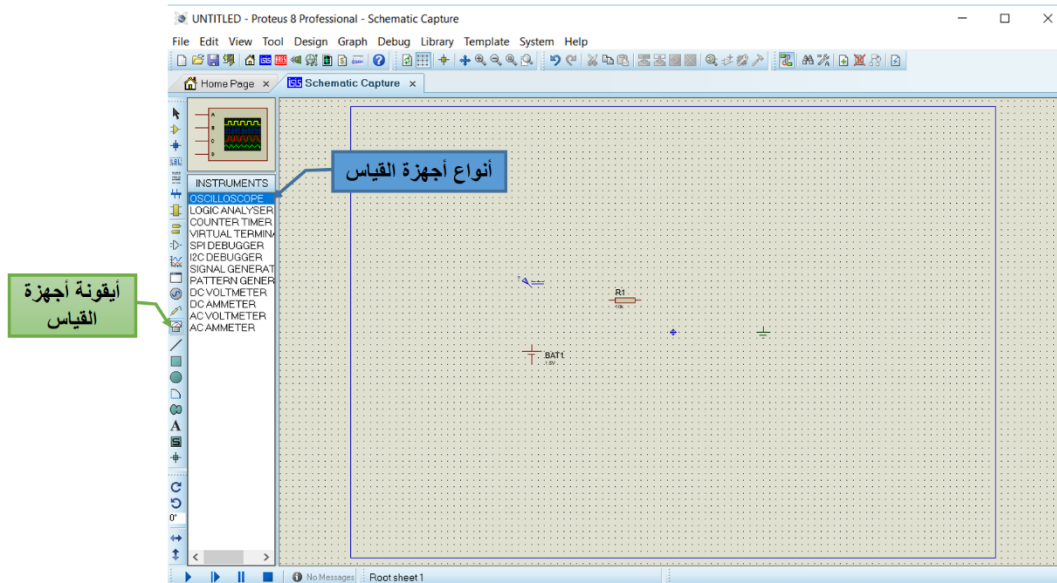 UNTITLED - Proteus 8 Professional - Schematic Capture
File Edit View Tool Design Graph Debug Library Template System Help
Home Page
Schematic Capture
A
B
C
D
أنواع أجهزة القياس
INSTRUMENTS
OSCILLOSCOPE
LOGIC ANALYSER
COUNTER TIMER
VIRTUAL TERMINA
SPI DEBUGGER
I2C DEBUGGER
SIGNAL GENERAT
PATTERN GENER
DC VOLTMETER
DC AMMETER
AC VOLTMETER
AC AMMETER
أيقونة أجهزة
القياس
R1
10k
BAT1
A
S
0°
No Messages
Root sheet 1